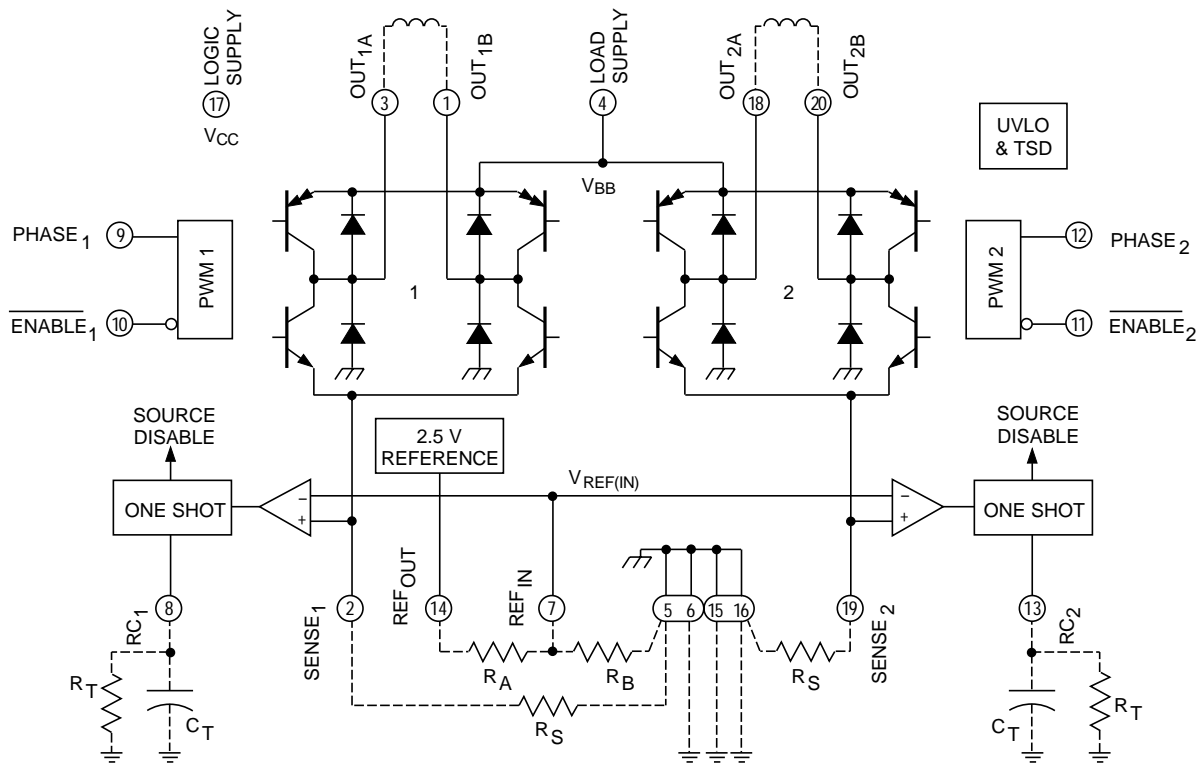 LOGIC
SUPPLY
17
VCC
OUT1A
OUT1B
3
1
LOAD
SUPPLY
4
OUT2A
OUT2B
18
20
UVLO
& TSD
VBB
PHASE1
9
PWM 1
ENABLE1
10
1
2
PWM 2
12
PHASE2
11
ENABLE2
SOURCE
DISABLE
ONE SHOT
2.5 V
REFERENCE
VREF(IN)
–
+
–
+
SOURCE
DISABLE
ONE SHOT
RC1
8
SENSE1
2
REFOUT
14
REFIN
7
5
6
15
16
19
SENSE2
13
RC2
RT
CT
RA
RB
RS
RS
CT
RT